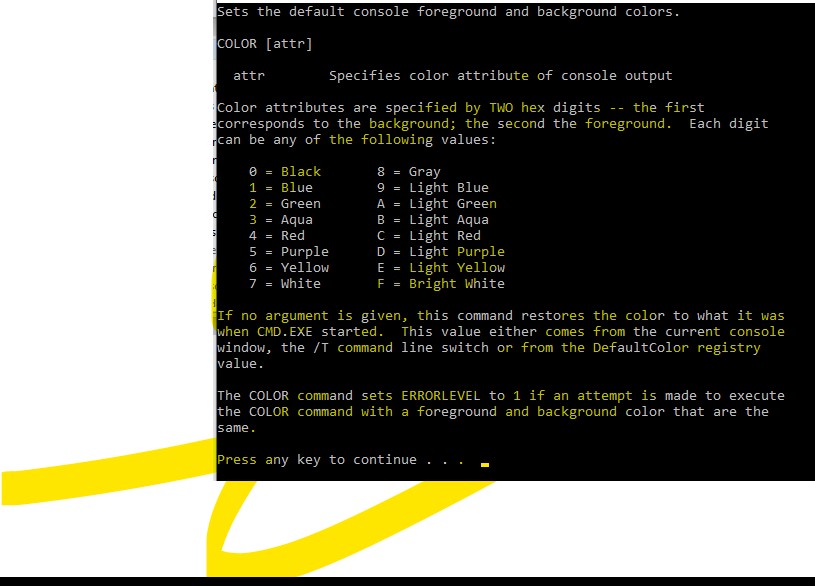 Sets the default console foreground and background colors.
COLOR [attr]
attr        Specifies color attribute of console output
Color attributes are specified by TWO hex digits -- the first
corresponds to the background; the second the foreground.  Each digit
can be any of the following values:
0 = Black       8 = Gray
1 = Blue        9 = Light Blue
2 = Green       A = Light Green
3 = Aqua        B = Light Aqua
4 = Red         C = Light Red
5 = Purple      D = Light Purple
6 = Yellow      E = Light Yellow
7 = White       F = Bright White
If no argument is given, this command restores the color to what it was
when CMD.EXE started.  This value either comes from the current console
window, the /T command line switch or from the DefaultColor registry
value.
The COLOR command sets ERRORLEVEL to 1 if an attempt is made to execute
the COLOR command with a foreground and background color that are the
same.
Press any key to continue . . .